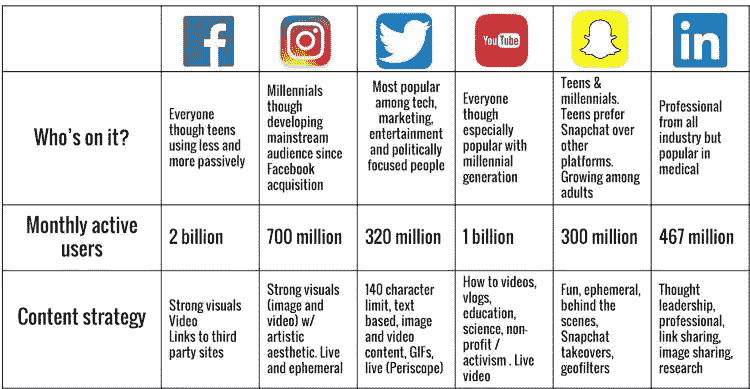 You Tube
in
Who's on it?
Everyone
though teens
using less and
more passively
Millennials
though
developing
mainstream
audience since
Facebook
acquisition
Most popular
among tech,
marketing,
entertainment
and politically
focused people
Everyone
though
especially
popular with
millennial
generation
Teens &
millennials.
Teens prefer
Snapchat over
other
platforms.
Growing among
adults
Professional
from all
industry but
popular in
medical
Monthly active
users
2 billion
700 million
320 million
1 billion
300 million
467 million
Content strategy
Strong visuals
Video
Links to third
party sites
Strong visuals
(image and
video) w/
artistic
aesthetic. Live
and ephemeral
140 character
limit, text
based, image
and video
content, GIFs,
live (Periscope)
How to videos,
vlogs,
education,
science, non-
profit /
activism . Live
video
Fun, ephemeral,
behind the
scenes,
Snapchat
takeovers,
geofilters
Thought
leadership,
professional,
link sharing,
image sharing,
research